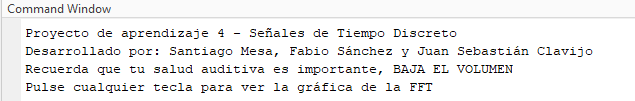 Command Window
Proyecto de aprendizaje 4 - Señales de Tiempo Discreto
Desarrollado por: Santiago Mesa, Fabio Sánchez y Juan Sebastián Clavijo
Recuerda que tu salud auditiva es importante, BAJA EL VOLUMEN
Pulse cualquier tecla para ver la gráfica de la FFT